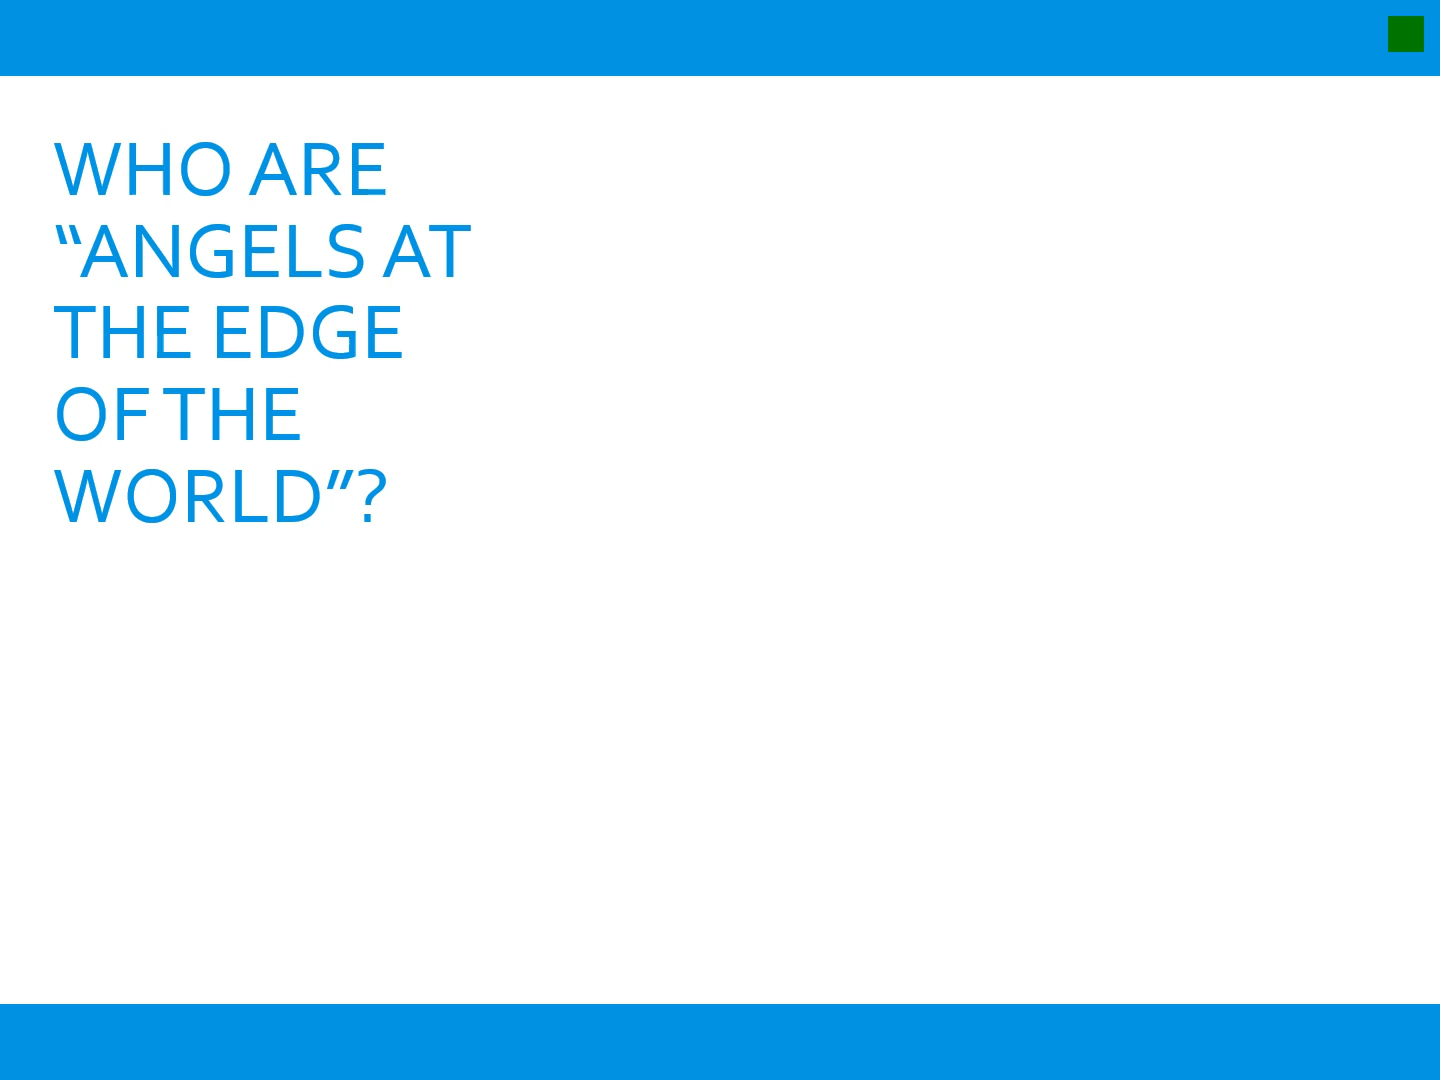 WHO ARE
“ANGELS AT
THE EDGE
OF THE
WORLD”?